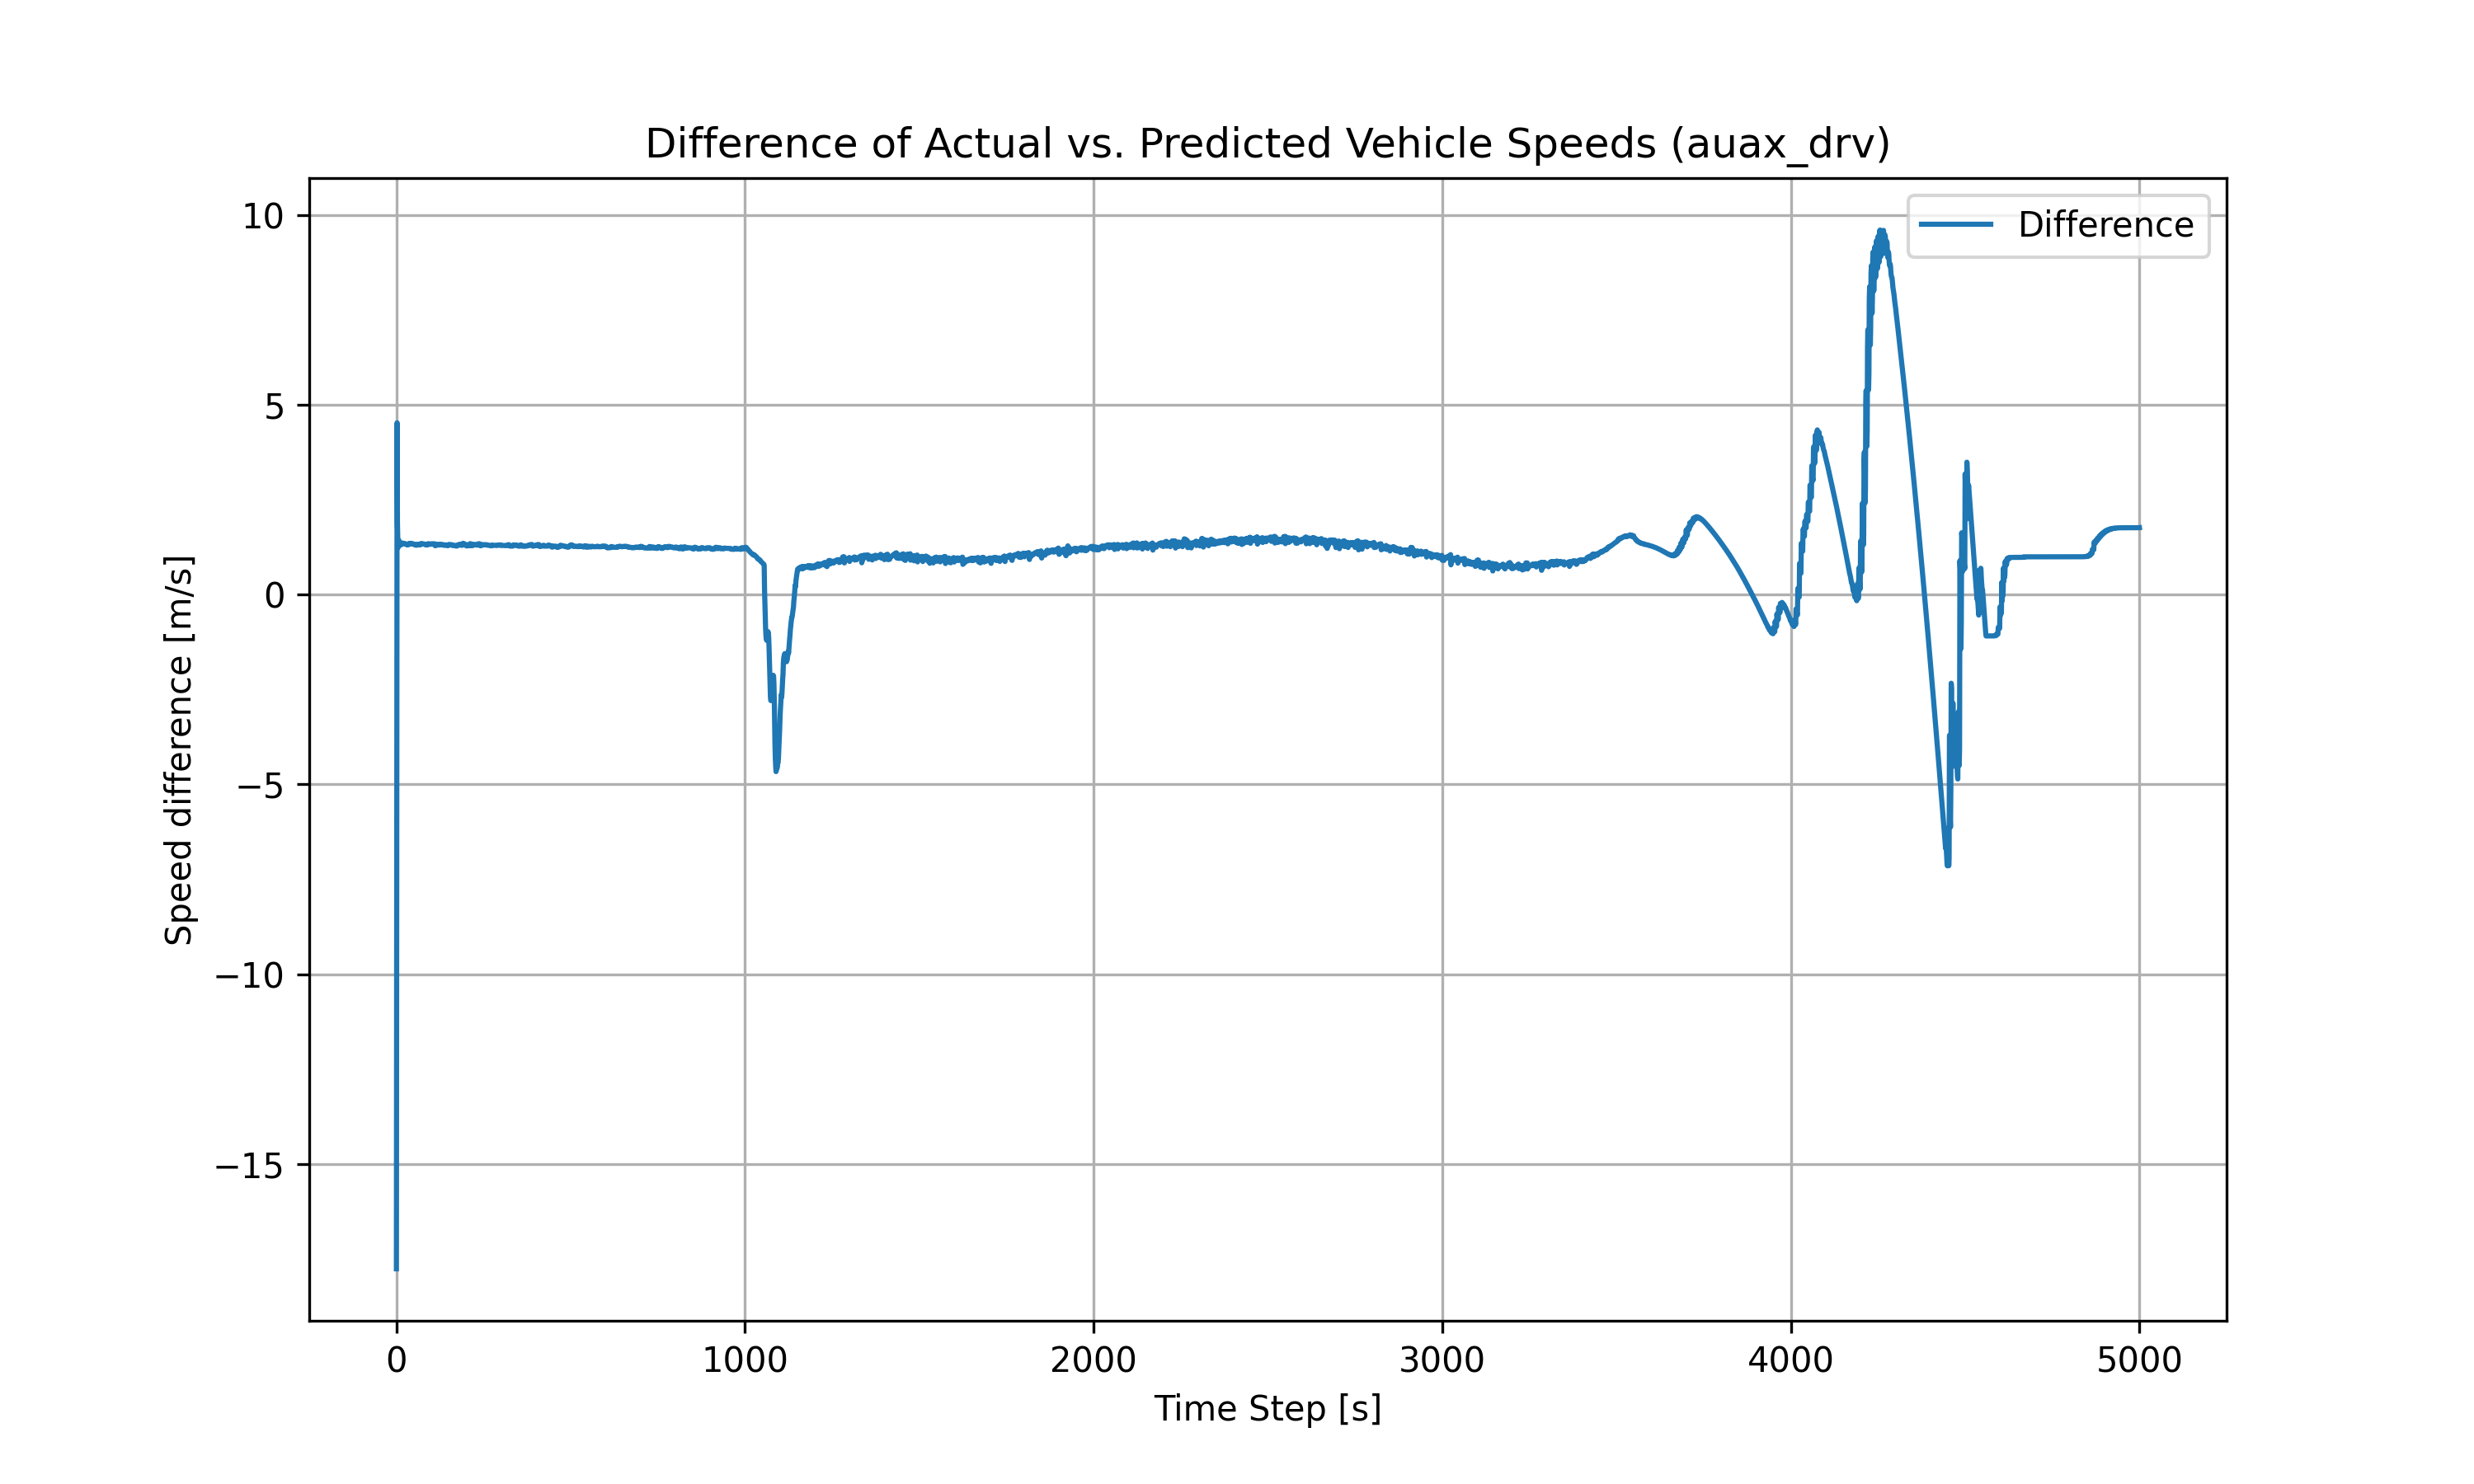 Difference of Actual vs. Predicted Vehicle Speeds (auax_drv)
Difference
10
5
0
−5
−10
−15
Speed difference [m/s]
0 1000 2000 3000 4000 5000
Time Step [s]